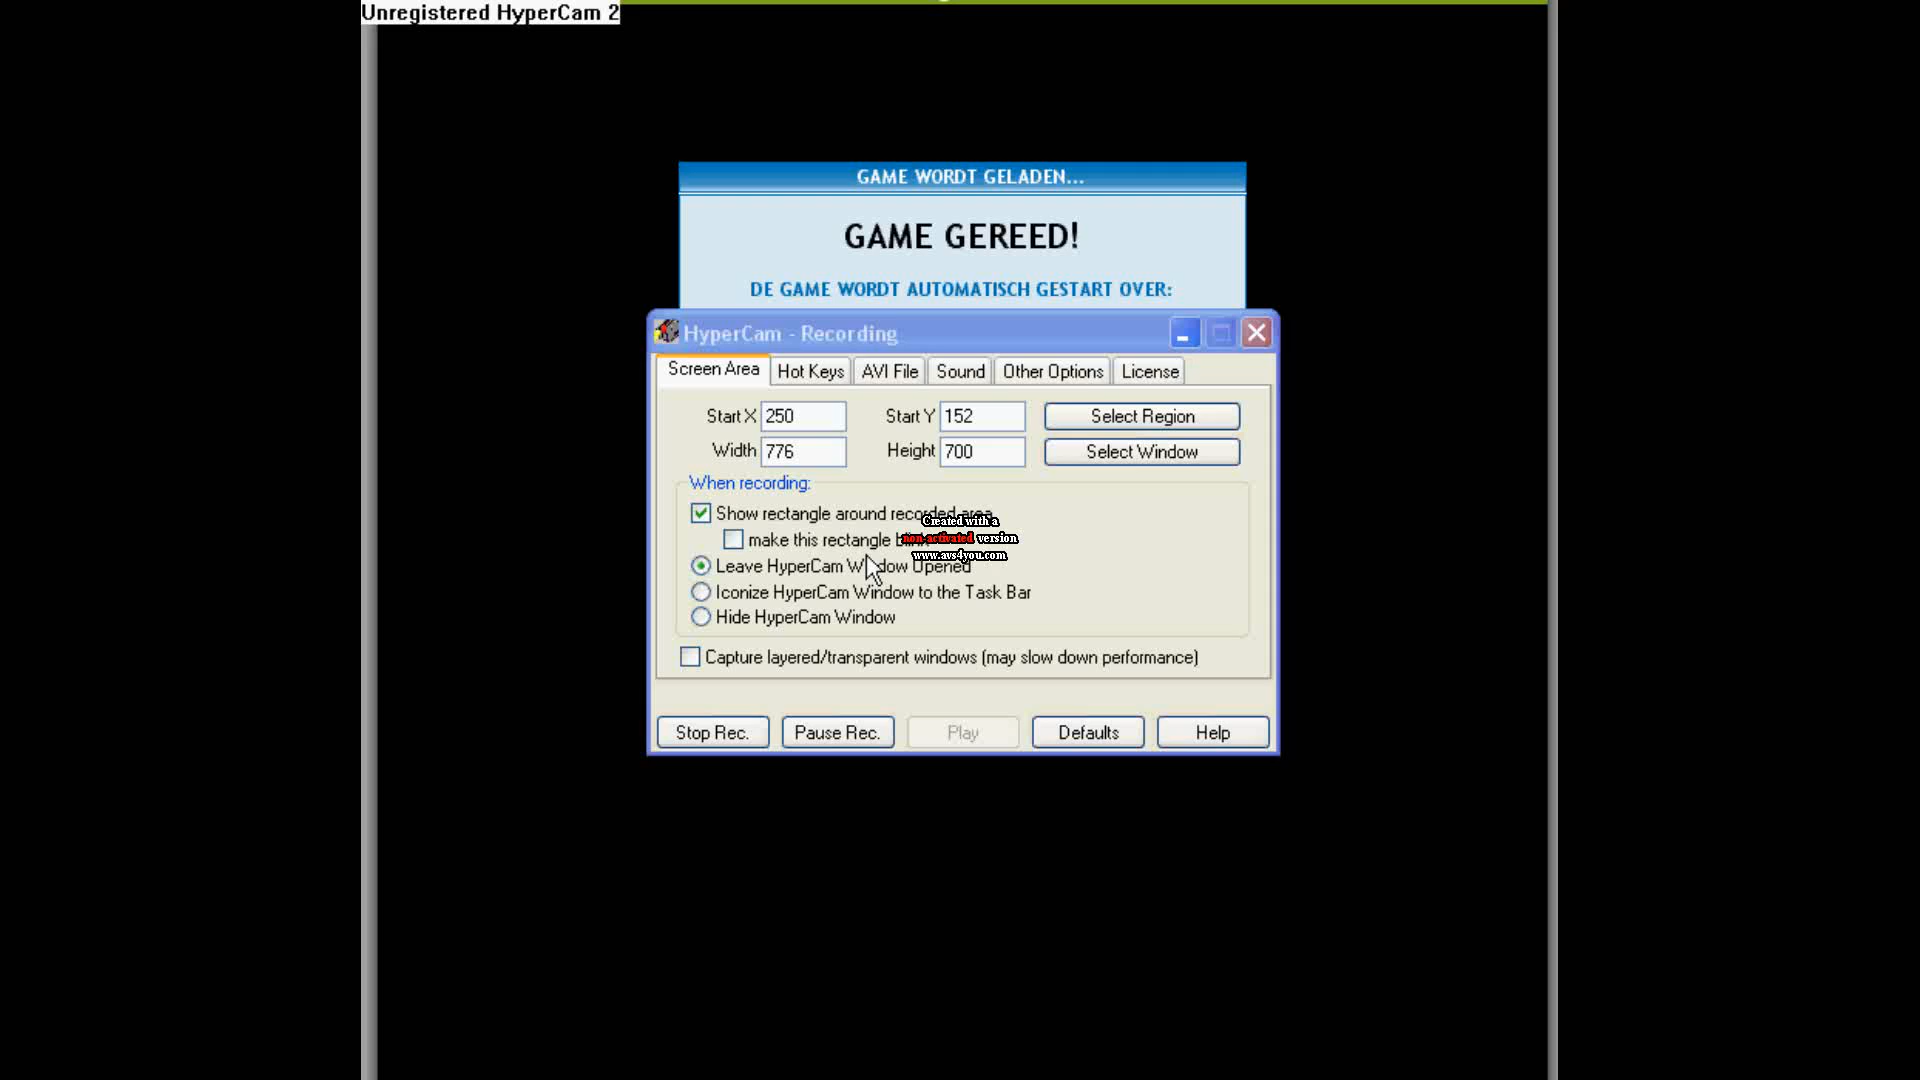 Unregistered HyperCam 2
GAME WORDT GELADEN...
GAME GEREED!
DE GAME WORDT AUTOMATISCH GESTART OVER:
HyperCam - Recording
Screen Area Hot Keys AVI File Sound Other Options License
Start X 250 Start Y 152 Select Region
Width 776 Height 700 Select Window
When recording:
Show rectangle around recorded area
Created with a
make this rectangle
non-activated version
www.avs4you.com
Leave HyperCam Window Opened
Iconize HyperCam Window to the Task Bar
Hide HyperCam Window
Capture layered/transparent windows (may slow down performance)
Stop Rec. Pause Rec. Play Defaults Help